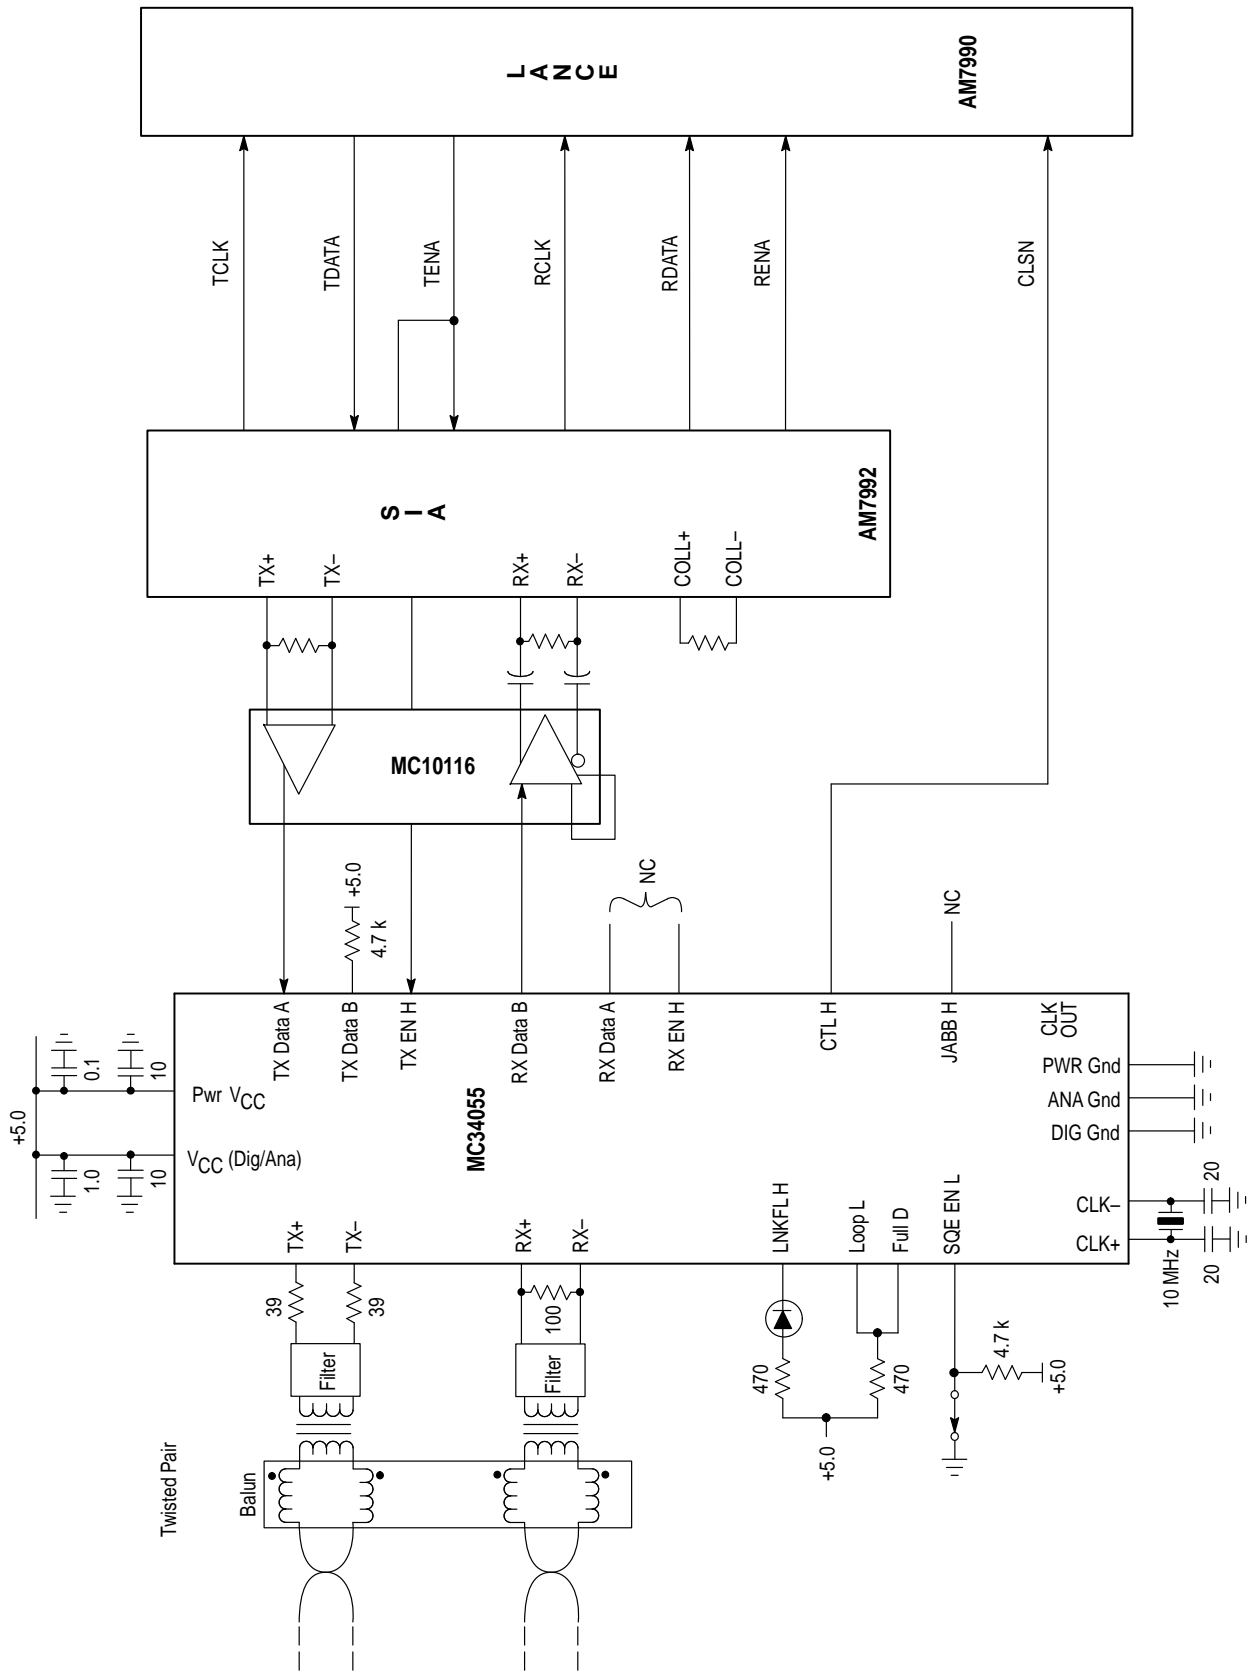 LANCE
AM7990
TCLK
TDATA
TENA
RCLK
RDATA
RENA
CLSN
SIA
AM7992
TX+
TX–
RX+
RX–
COLL+
COLL–
MC10116
+5.0
4.7 k
NC
NC
TX Data A
TX Data B
TX EN H
RX Data B
RX Data A
RX EN H
CTL H
JABB H
CLK
OUT
+5.0
0.1
10
1.0
10
Pwr VCC
VCC (Dig/Ana)
MC34055
PWR Gnd
ANA Gnd
DIG Gnd
CLK–
CLK+
20
20
10 MHz
TX+
TX–
RX+
RX–
LNKFL H
Loop L
Full D
SQE EN L
39
39
100
470
470
4.7 k
+5.0
+5.0
Filter
Filter
Twisted Pair
Balun